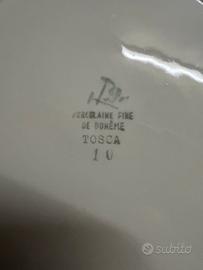 PORCELAINE FINE
DE BOHÊME
TOSCA
10
subito